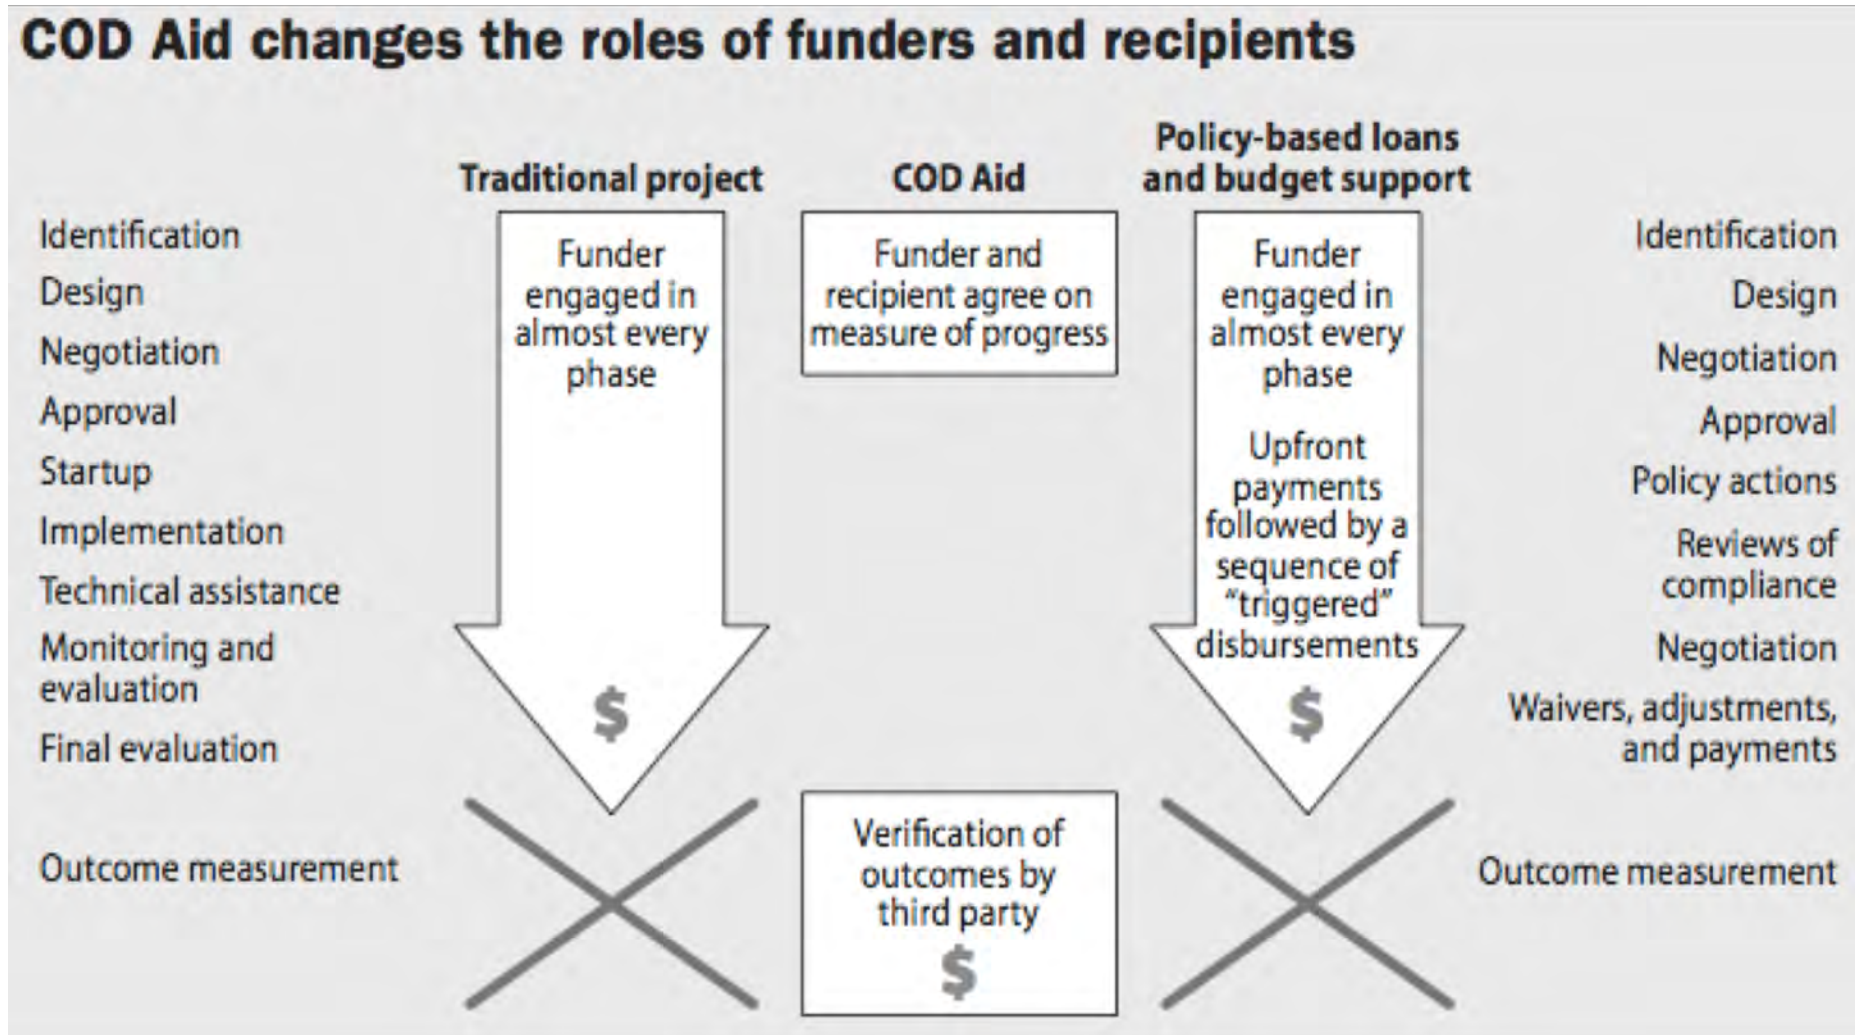 COD Aid changes the roles of funders and recipients
Traditional project
COD Aid
Policy-based loans
and budget support
Identification
Design
Negotiation
Approval
Startup
Implementation
Technical assistance
Monitoring and
evaluation
Final evaluation
Outcome measurement
Funder
engaged in
almost every
phase
$
Funder and
recipient agree on
measure of progress
Verification of
outcomes by
third party
$
Funder
engaged in
almost every
phase
Upfront
payments
followed by a
sequence of
“triggered”
disbursements
$
Identification
Design
Negotiation
Approval
Policy actions
Reviews of
compliance
Negotiation
Waivers, adjustments,
and payments
Outcome measurement